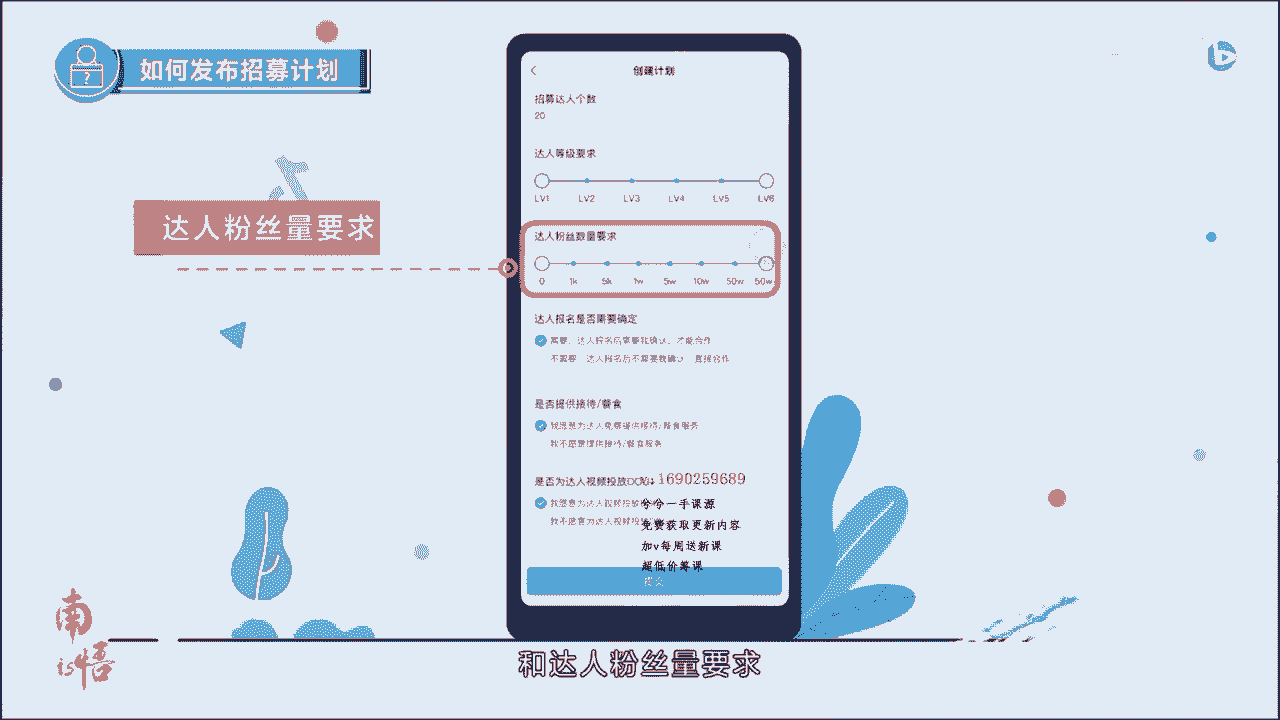 如何发布招募计划
创建计划
招募达人个数
20
达人等级要求
LV1 LV2 LV3 LV4 LV5 LV6
达人粉丝量要求
达人粉丝数量要求
0 1k 5k 1w 5w 10w 50w 50w
达人报名是否需要确定
需要，达人报名后需要我确认，才能合作
不需要，达人报名后不需要我确认，直接合作
是否提供接待/餐食
我愿意为达人免费提供接待/餐食服务
我不愿意提供接待/餐食服务
是否为达人视频投放DOU+
1690259689
我愿意为达人视频投放
兮兮一手课源
我不愿意为达人视频投放
免费获取更新内容
加v每周送新课
超低价筹课
提交
南
is悟
和达人粉丝量要求